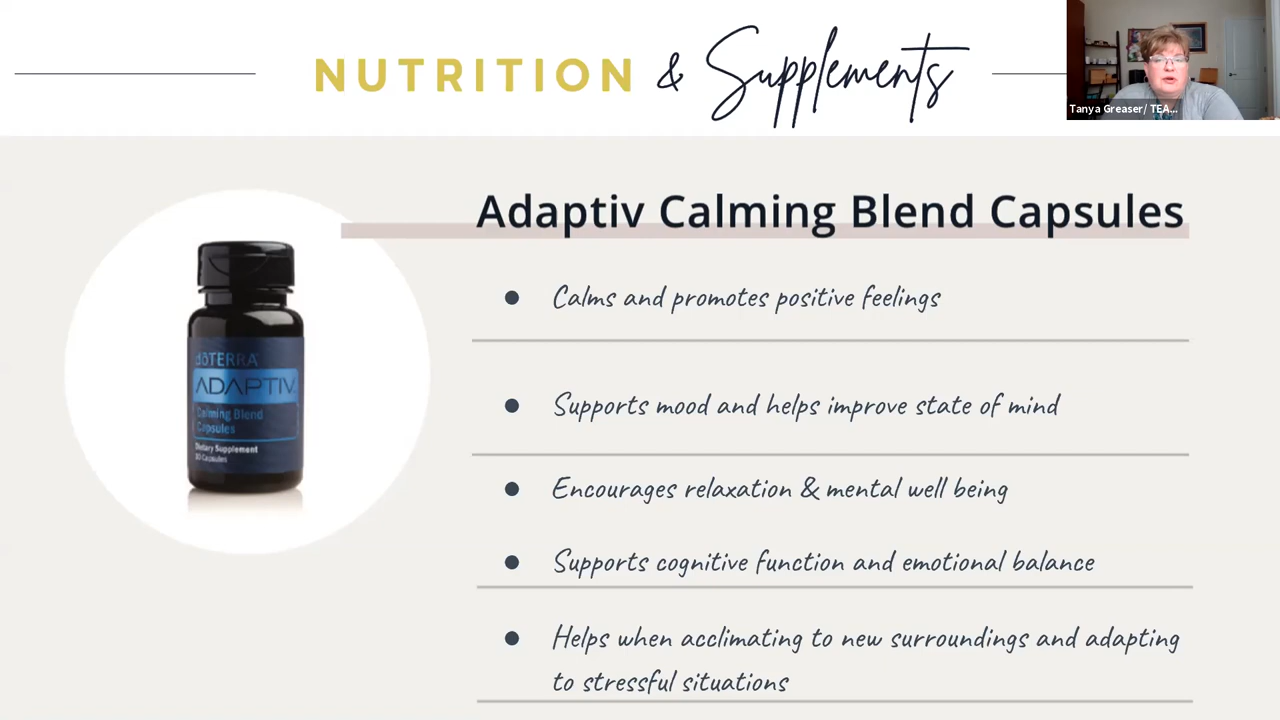 NUTRITION & Supplements
Tanya Greaser/ TEA...
Adaptiv Calming Blend Capsules
Calms and promotes positive feelings
Supports mood and helps improve state of mind
Encourages relaxation & mental well being
Supports cognitive function and emotional balance
Helps when acclimating to new surroundings and adapting
to stressful situations
dōTERRA
ADAPTIV
Calming Blend
Capsules
Dietary Supplement
30 Capsules